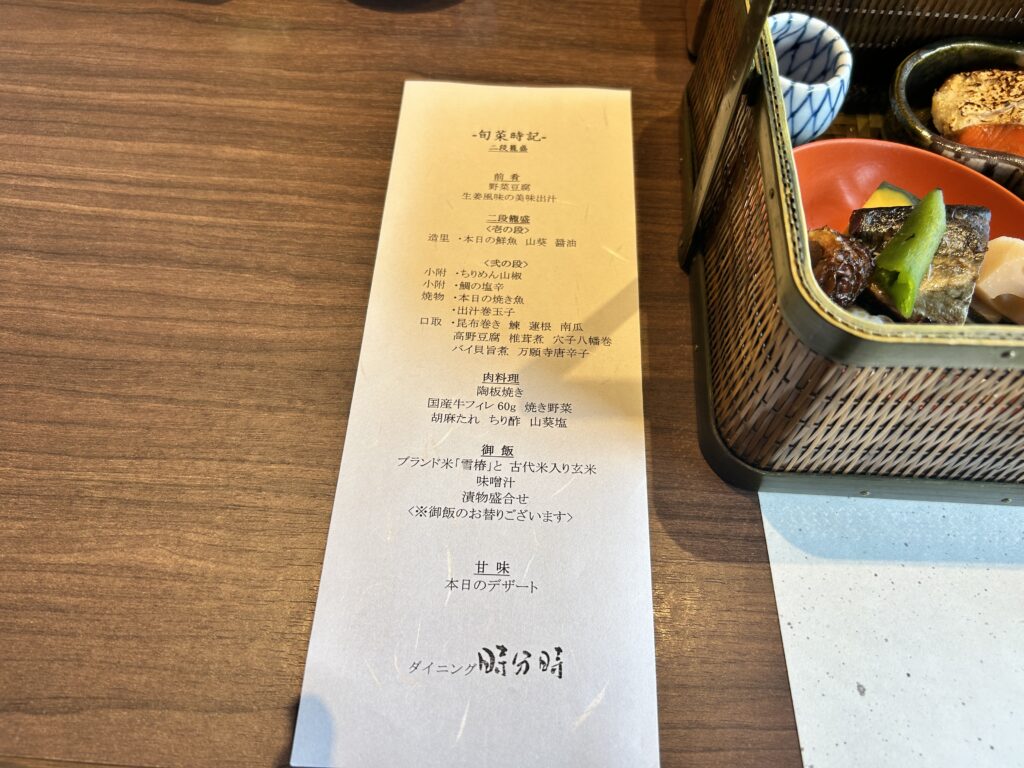 -旬菜時記-
二段籠盛
前 肴
野菜豆腐
生姜風味の美味出汁
二段籠盛
〈壱の段〉
造里 ・本日の鮮魚 山葵 醤油
〈弐の段〉
小附 ・ちりめん山椒
小附 ・鯛の塩辛
焼物 ・本日の焼き魚
・出汁巻玉子
口取 ・昆布巻き 鰊 蓮根 南瓜
高野豆腐 椎茸煮 穴子八幡巻
バイ貝旨煮 万願寺唐辛子
肉料理
陶板焼き
国産牛フィレ 60g 焼き野菜
胡麻たれ ちり酢 山葵塩
御 飯
ブランド米「雪椿」と 古代米入り玄米
味噌汁
漬物盛合せ
〈※御飯のお替りございます〉
甘 味
本日のデザート
ダイニング 時分時